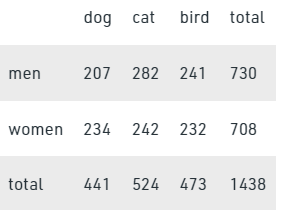 dog cat bird total
men 207 282 241 730
women 234 242 232 708
total 441 524 473 1438